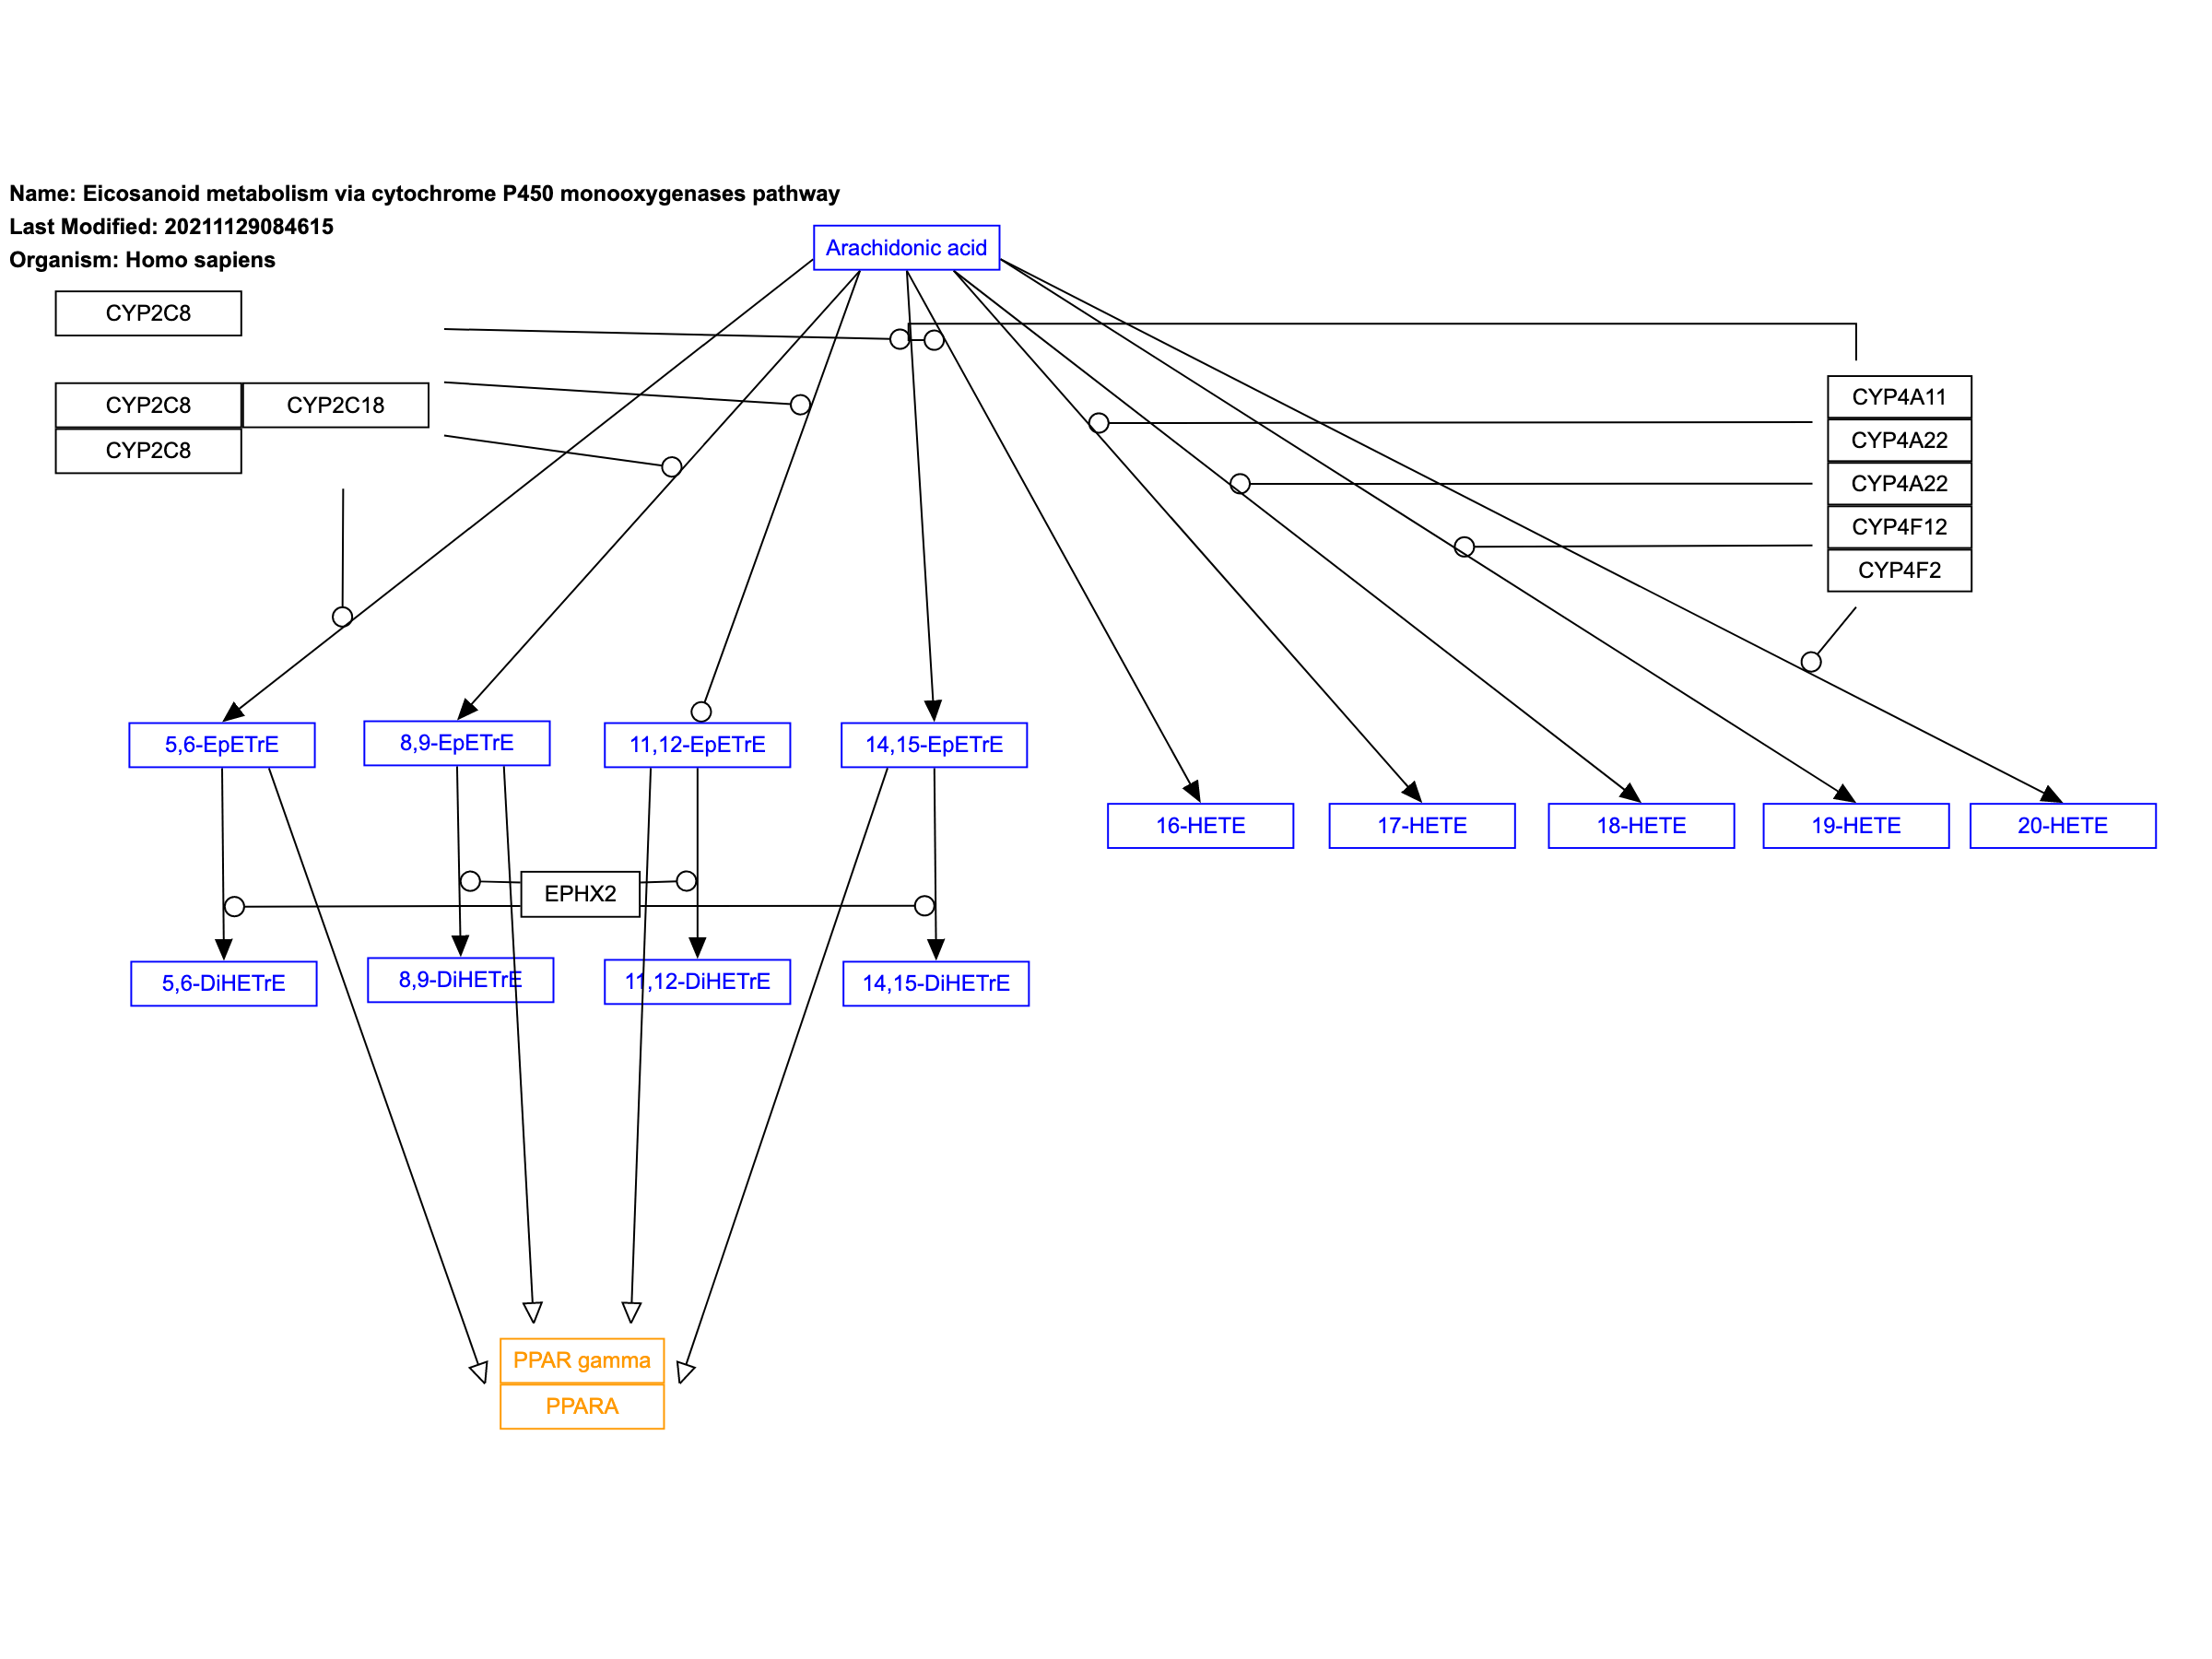 Name: Eicosanoid metabolism via cytochrome P450 monooxygenases pathway
Last Modified: 20211129084615
Organism: Homo sapiens
Arachidonic acid
CYP2C8
CYP2C8 CYP2C18
CYP2C8
CYP4A11
CYP4A22
CYP4A22
CYP4F12
CYP4F2
5,6-EpETrE 8,9-EpETrE 11,12-EpETrE 14,15-EpETrE
16-HETE 17-HETE 18-HETE 19-HETE 20-HETE
EPHX2
5,6-DiHETrE 8,9-DiHETrE 11,12-DiHETrE 14,15-DiHETrE
PPAR gamma
PPARA